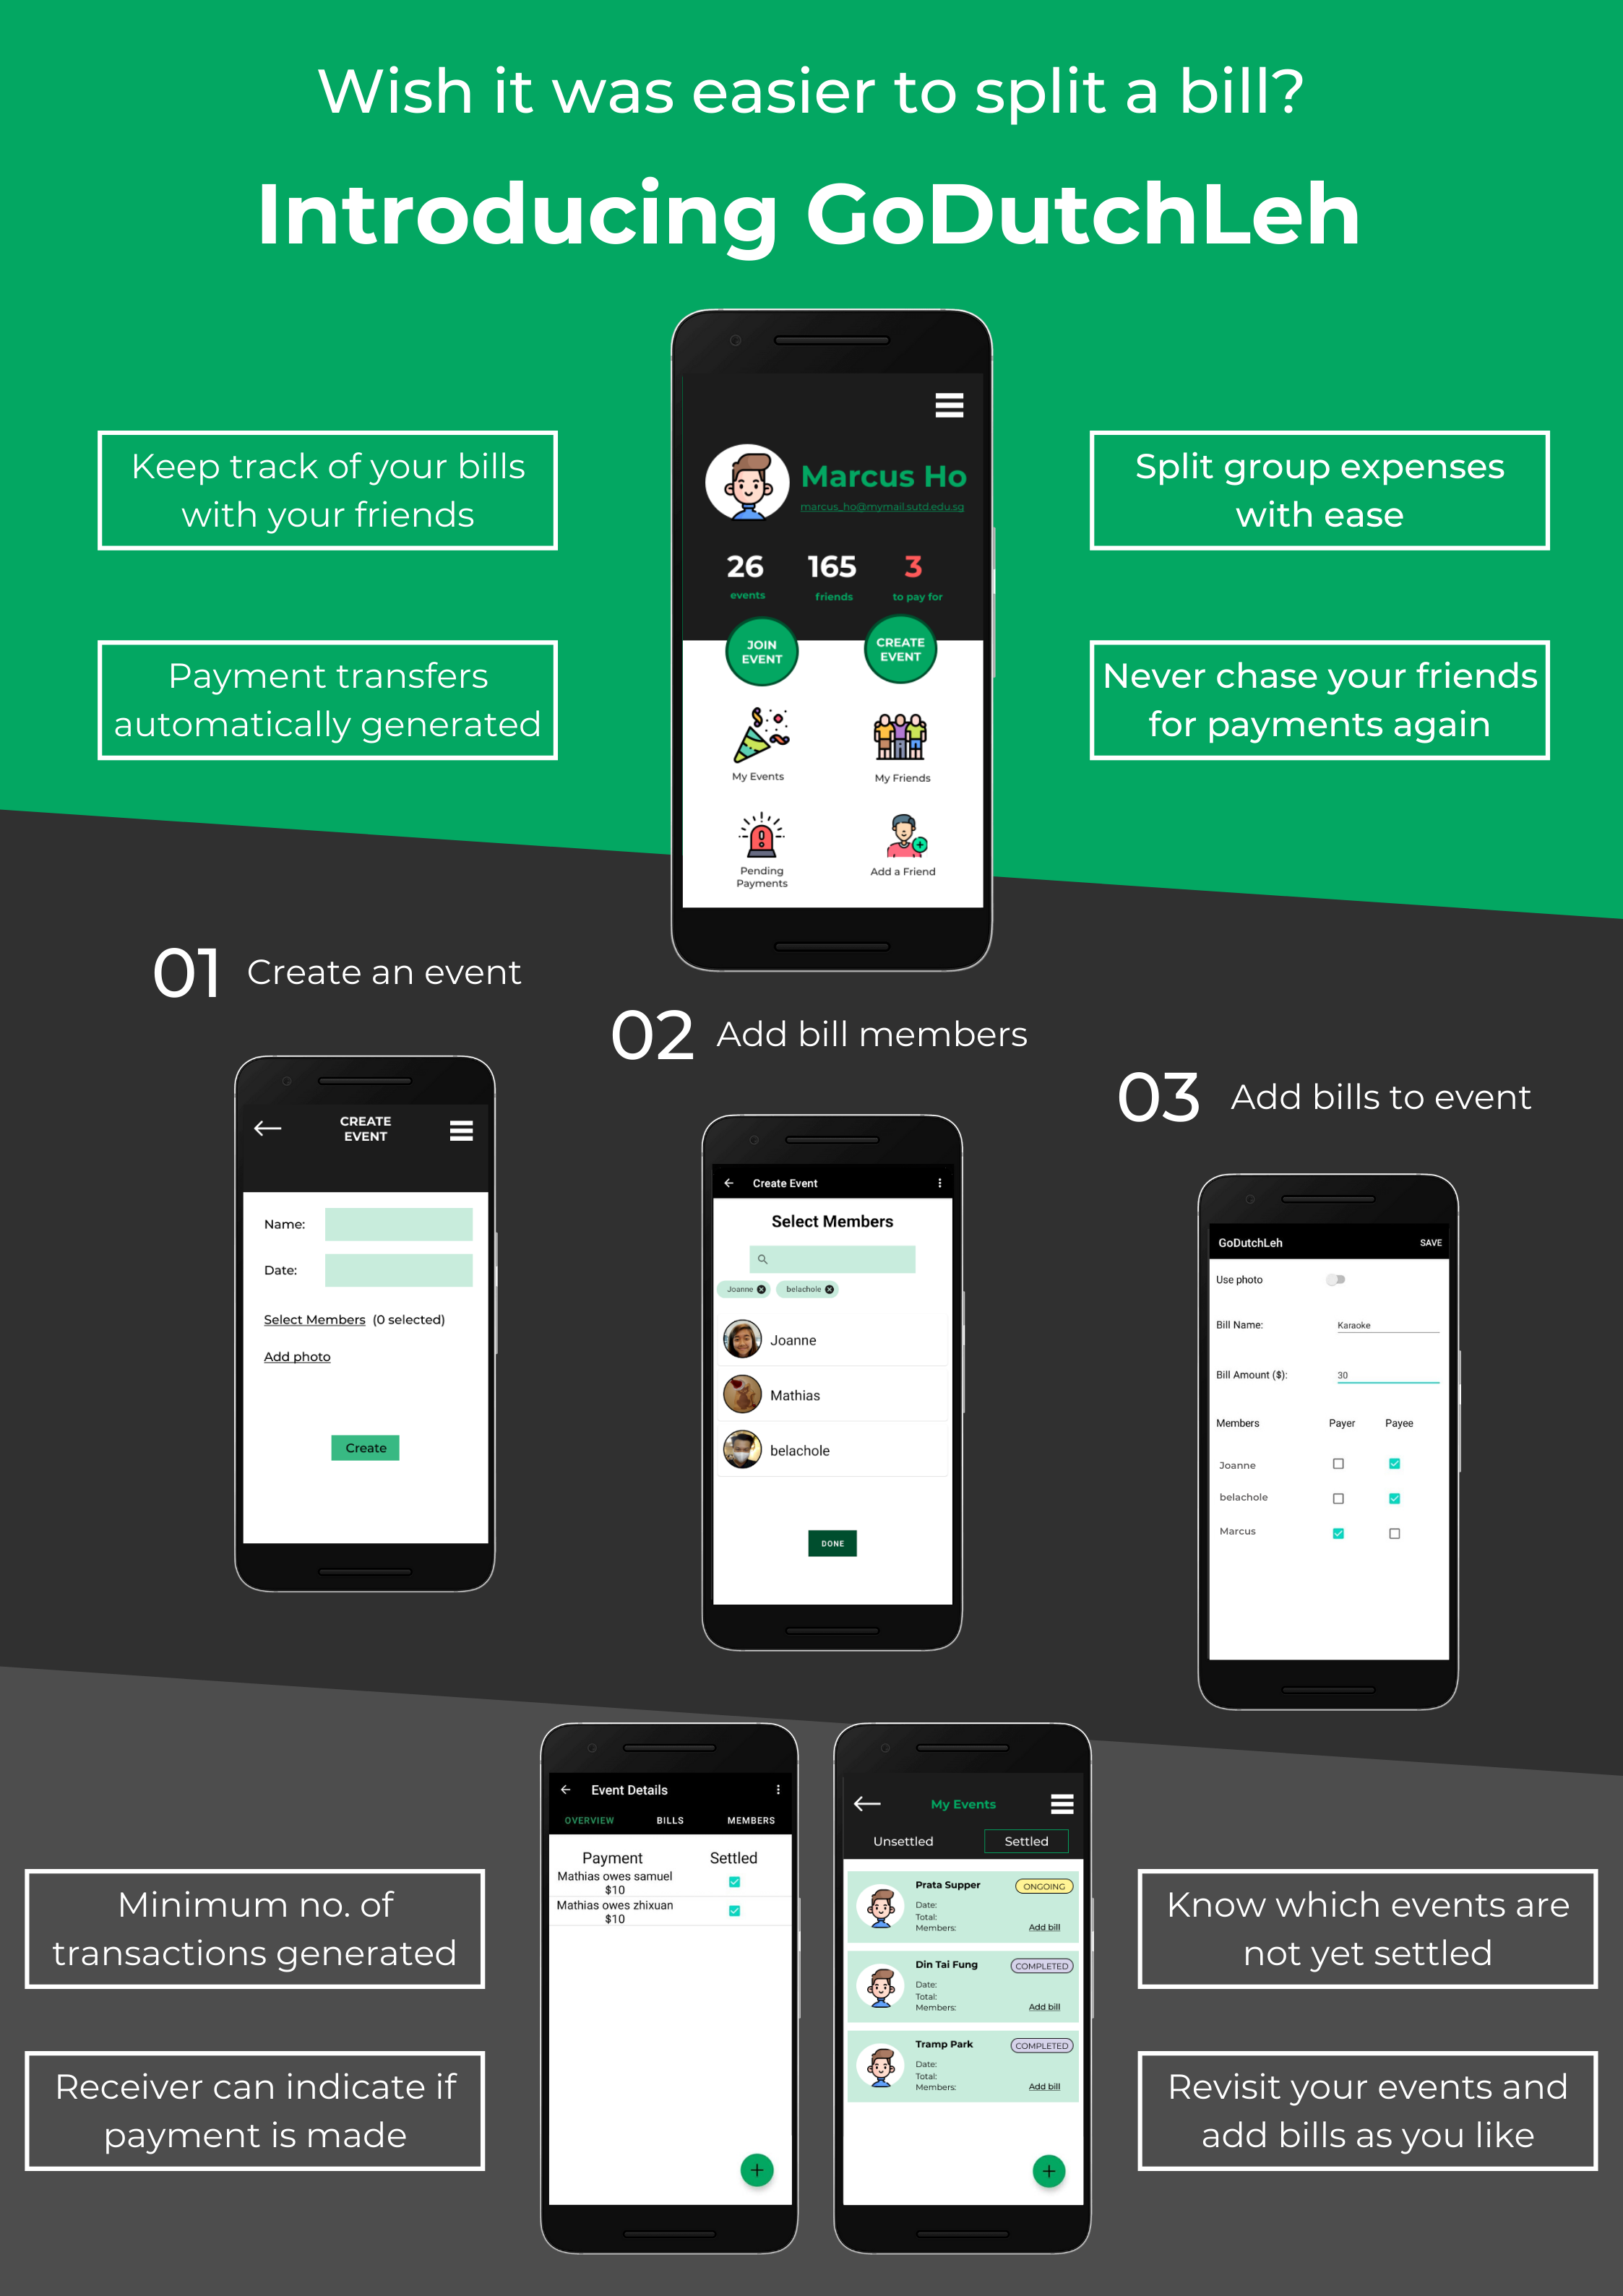 Wish it was easier to split a bill?
Introducing GoDutchLeh
Keep track of your bills
with your friends
Payment transfers
automatically generated
Marcus Ho
marcus_ho@mymail.sutd.edu.sg
26 165 3
events friends to pay for
JOIN
EVENT
CREATE
EVENT
My Events
My Friends
Pending
Payments
Add a Friend
Split group expenses
with ease
Never chase your friends
for payments again
01 Create an event
CREATE
EVENT
Name:
Date:
Select Members (0 selected)
Add photo
Create
02 Add bill members
Create Event
Select Members
Joanne belachole
Joanne
Mathias
belachole
DONE
03 Add bills to event
GoDutchLeh SAVE
Use photo
Bill Name: Karaoke
Bill Amount ($): 30
Members Payer Payee
Joanne
belachole
Marcus
Minimum no. of
transactions generated
Receiver can indicate if
payment is made
Event Details
OVERVIEW BILLS MEMBERS
Payment Settled
Mathias owes samuel
$10
Mathias owes zhixuan
$10
My Events
Unsettled Settled
Prata Supper ONGOING
Date:
Total:
Members: Add bill
Din Tai Fung COMPLETED
Date:
Total:
Members: Add bill
Tramp Park COMPLETED
Date:
Total:
Members: Add bill
Know which events are
not yet settled
Revisit your events and
add bills as you like